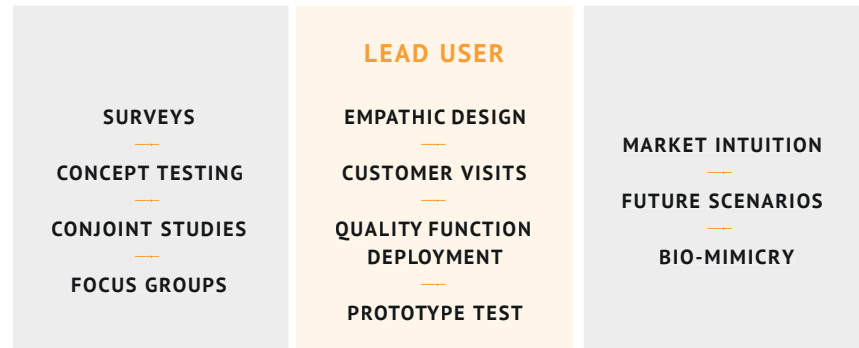 SURVEYS
CONCEPT TESTING
CONJOINT STUDIES
FOCUS GROUPS
LEAD USER
EMPATHIC DESIGN
CUSTOMER VISITS
QUALITY FUNCTION
DEPLOYMENT
PROTOTYPE TEST
MARKET INTUITION
FUTURE SCENARIOS
BIO-MIMICRY